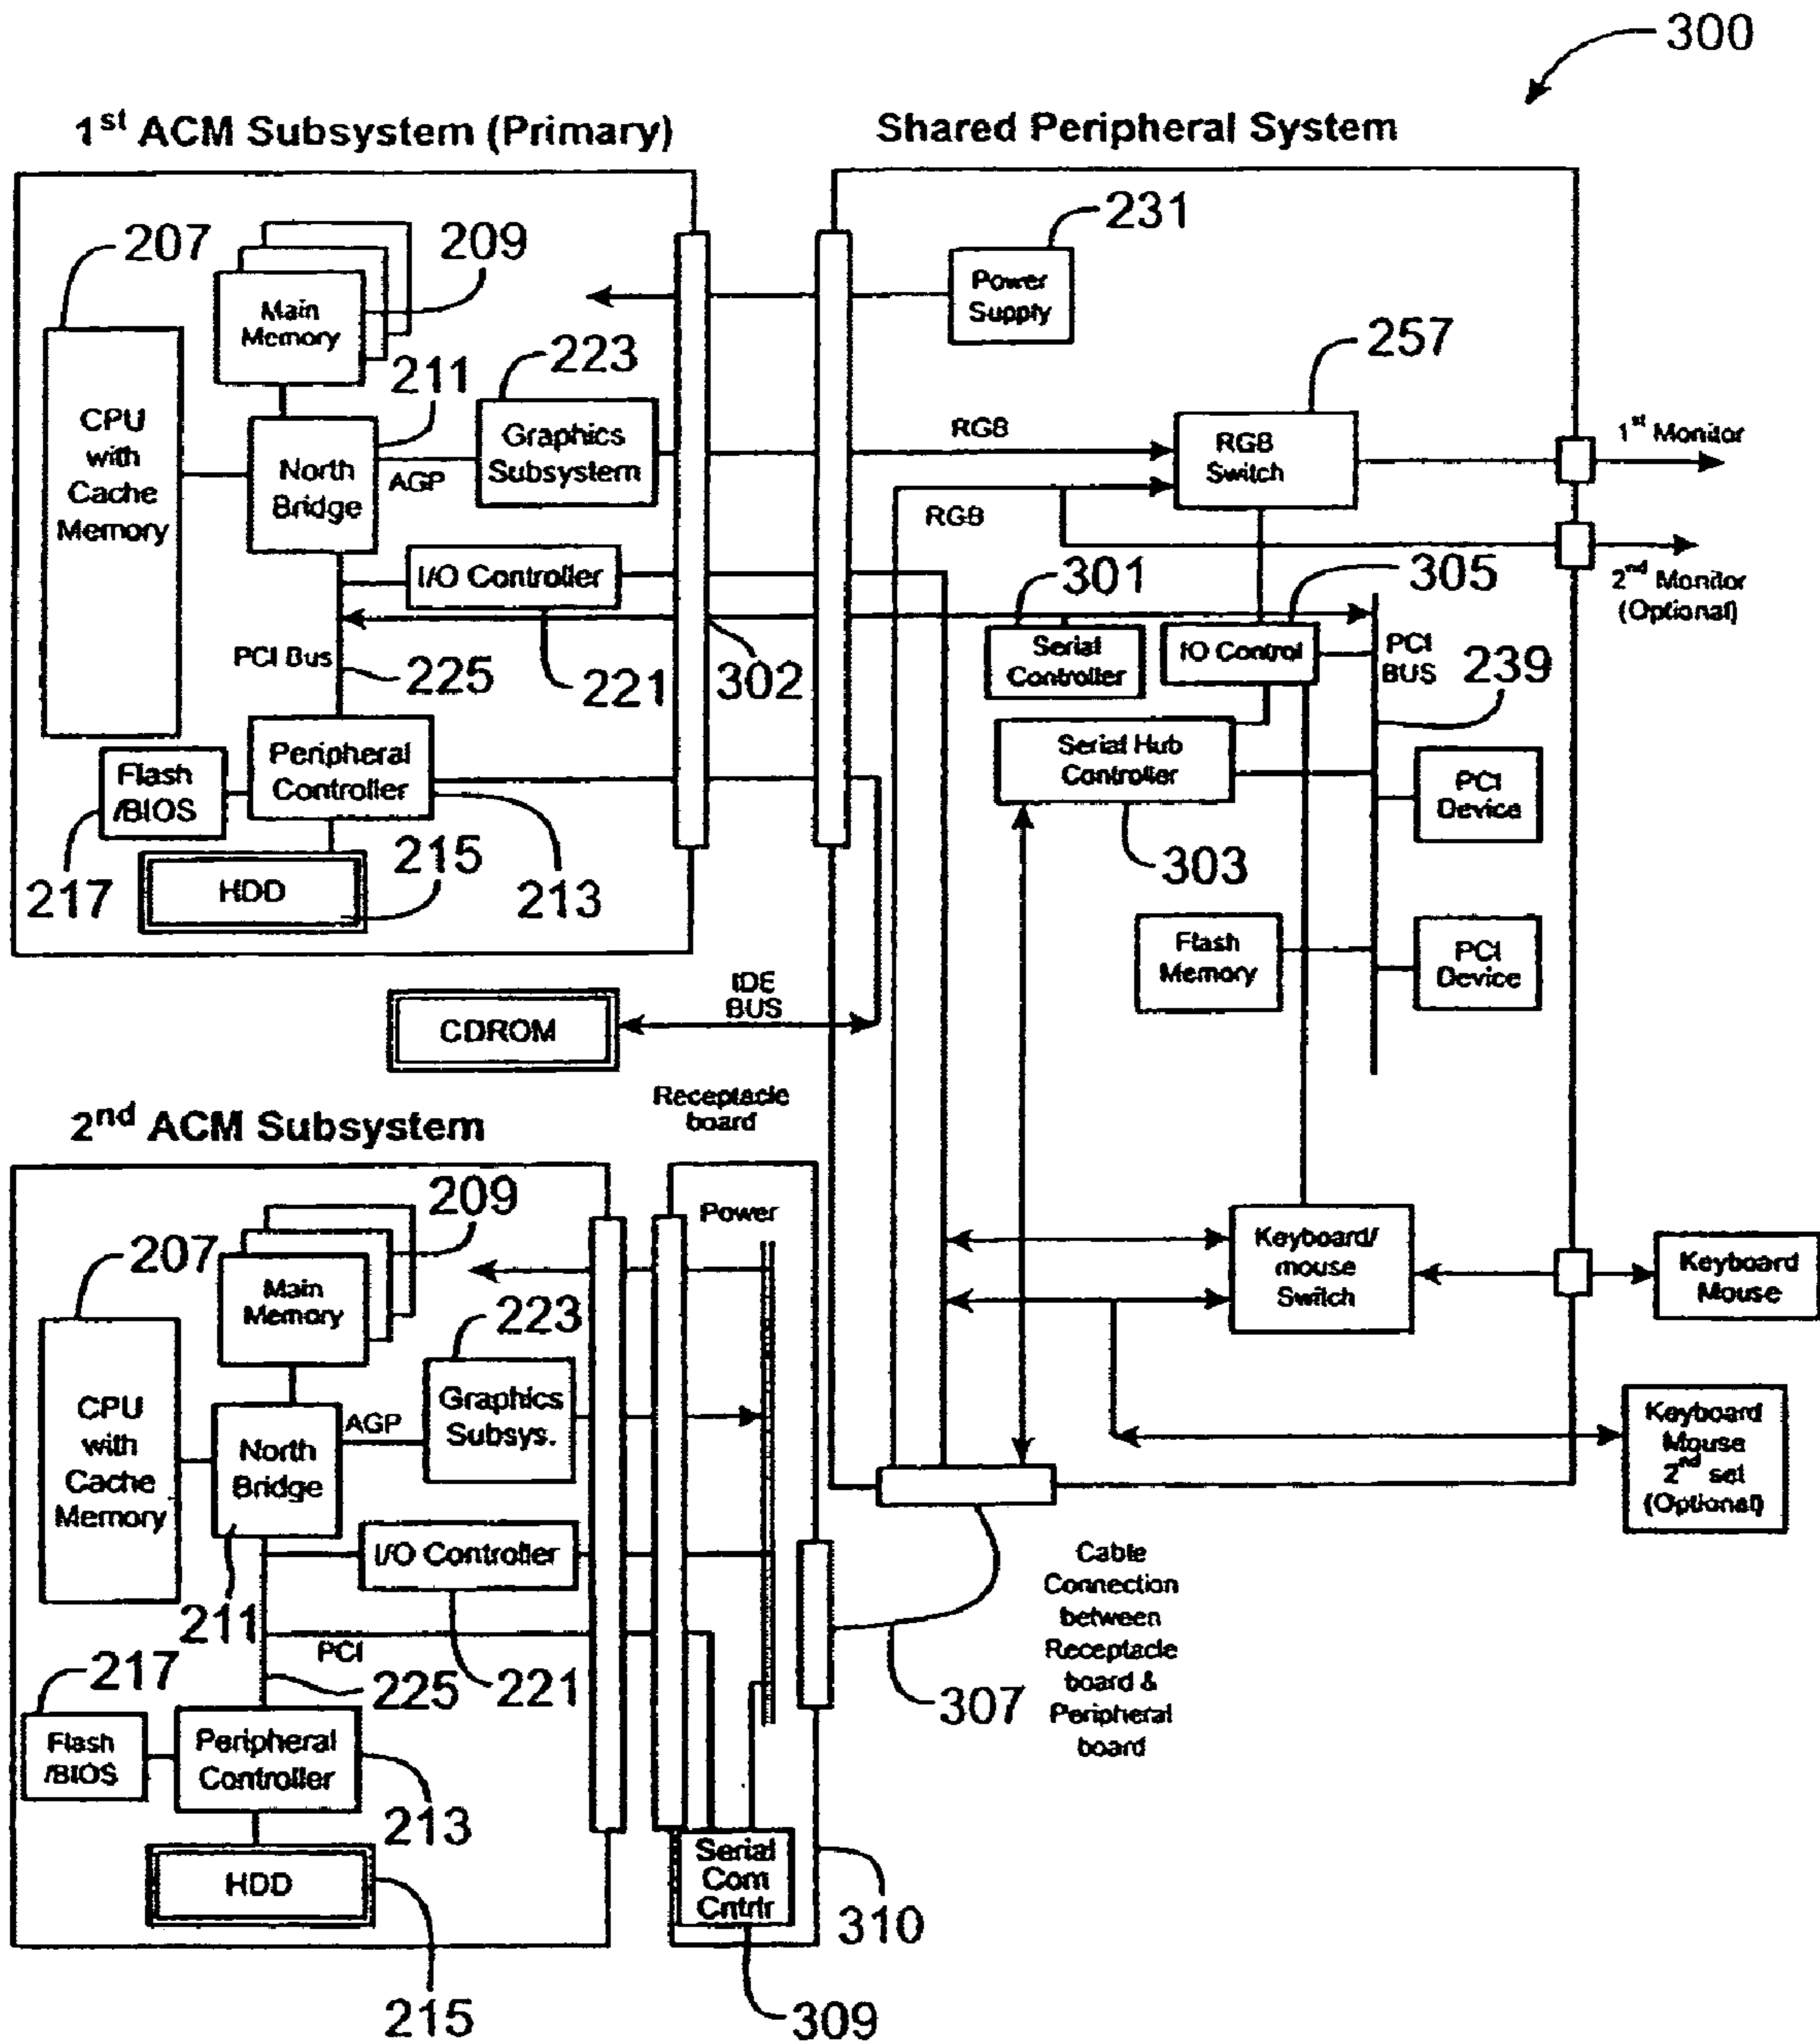 300
1st ACM Subsystem (Primary)
Shared Peripheral System
207
209
Main
Memory
CPU
with
Cache
Memory
211
North
Bridge
AGP
223
Graphics
Subsystem
I/O Controller
221
PCI Bus
225
302
Peripheral
Controller
213
Flash
/BIOS
217
HDD
215
231
Power
Supply
257
RGB
RGB
Switch
RGB
1st Monitor
2nd Monitor
(Optional)
301
Serial
Controller
305
I/O Control
PCI
BUS
239
Serial Hub
Controller
303
PCI
Device
Flash
Memory
PCI
Device
CDROM
IDE
BUS
Receptacle
board
Keyboard/
mouse
Switch
Keyboard
Mouse
Keyboard
Mouse
2nd set
(Optional)
2nd ACM Subsystem
207
209
Main
Memory
CPU
with
Cache
Memory
North
Bridge
211
AGP
223
Graphics
Subsys.
I/O Controller
221
PCI
225
217
Flash
/BIOS
Peripheral
Controller
213
HDD
215
Power
Serial
Com
Cntrlr
309
310
307
Cable
Connection
between
Receptacle
board &
Peripheral
board